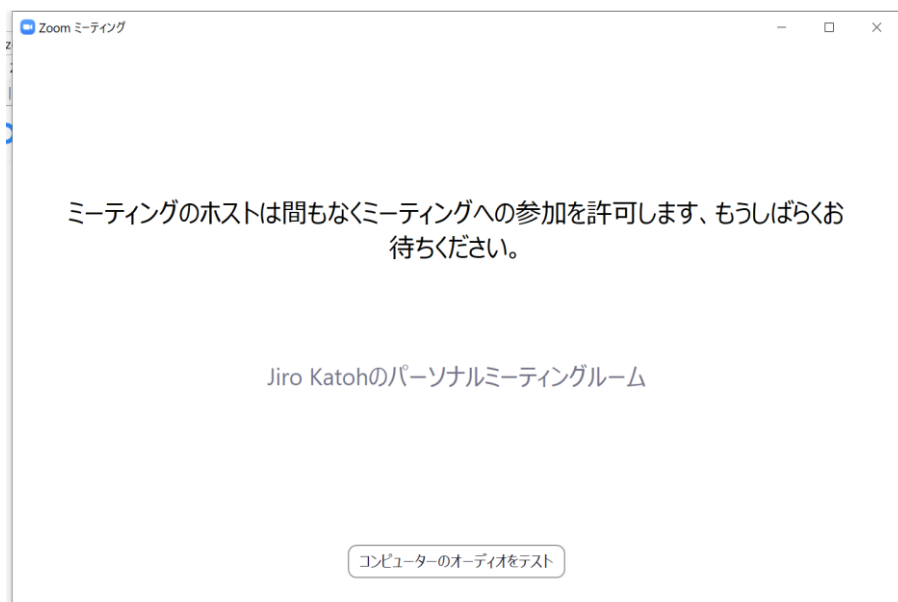 Zoom ミーティング
ミーティングのホストは間もなくミーティングへの参加を許可します、もうしばらくお
待ちください。
Jiro Katohのパーソナルミーティングルーム
コンピューターのオーディオをテスト